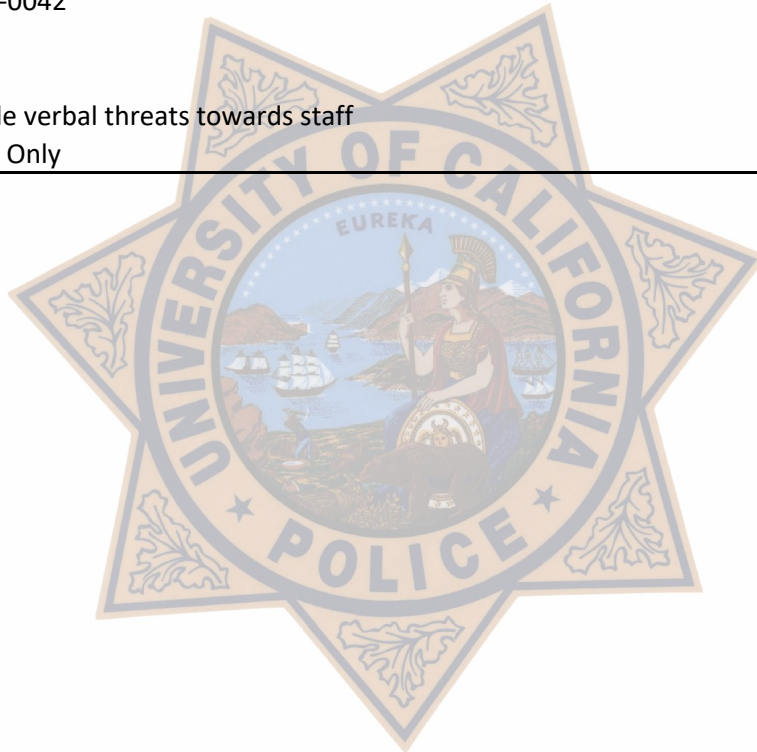 -0042
le verbal threats towards staff
Only
UNIVERSITY OF CALIFORNIA
EUREKA
POLICE